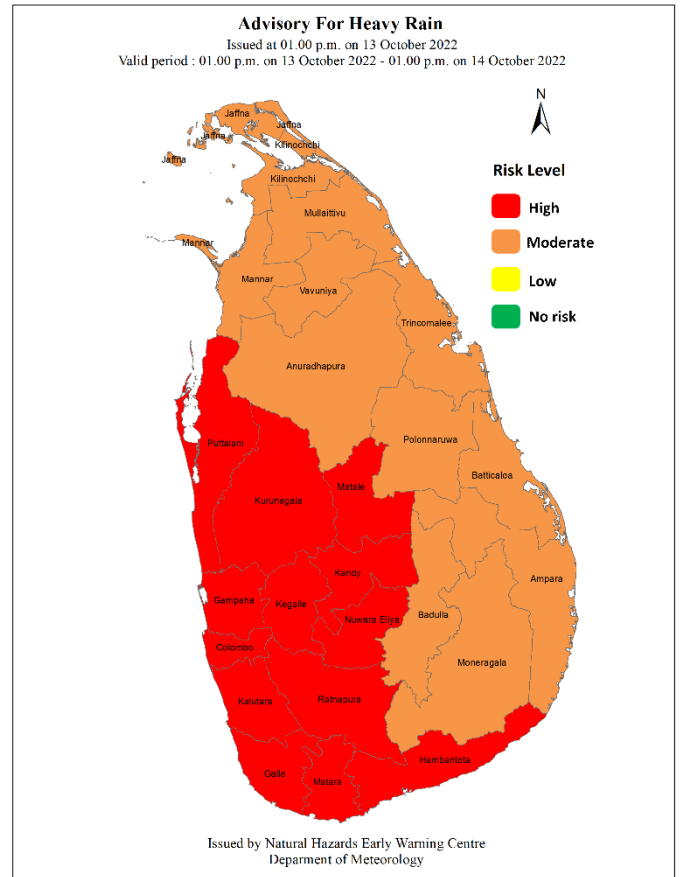 Advisory For Heavy Rain
Issued at 01.00 p.m. on 13 October 2022
Valid period : 01.00 p.m. on 13 October 2022 - 01.00 p.m. on 14 October 2022
N
Jaffna
Jaffna
Jaffna
Kilinochchi
Jaffna
Kilinochchi
Risk Level
High
Mullaittivu
Mannar
Moderate
Mannar
Vavuniya
Low
Trincomalee
No risk
Anuradhapura
Puttalam
Polonnaruwa
Batticaloa
Matale
Kurunegala
Kandy
Ampara
Gampaha
Kegalle
Badulla
Nuwara Eliya
Colombo
Moneragala
Kalutara
Ratnapura
Hambantota
Galle
Matara
Issued by Natural Hazards Early Warning Centre
Deparment of Meteorology